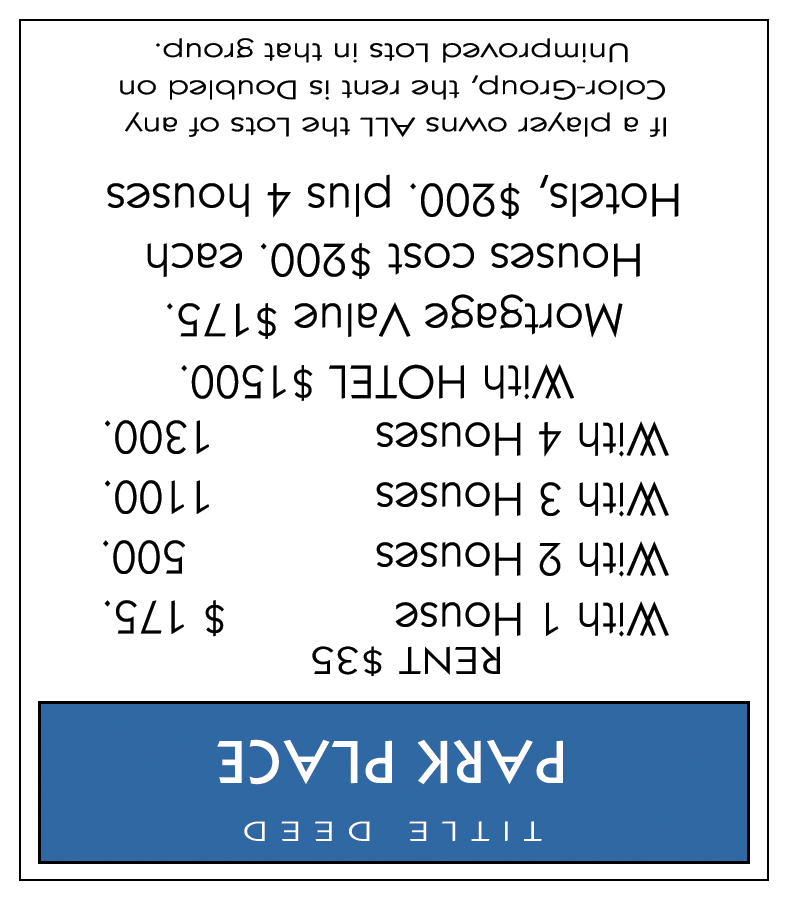 TITLE DEED
PARK PLACE
RENT $35
With 1 House $ 175.
With 2 Houses 500.
With 3 Houses 1100.
With 4 Houses 1300.
With HOTEL $1500.
Mortgage Value $175.
Houses cost $200. each
Hotels, $200. plus 4 houses
If a player owns ALL the Lots of any
Color-Group, the rent is Doubled on
Unimproved Lots in that group.